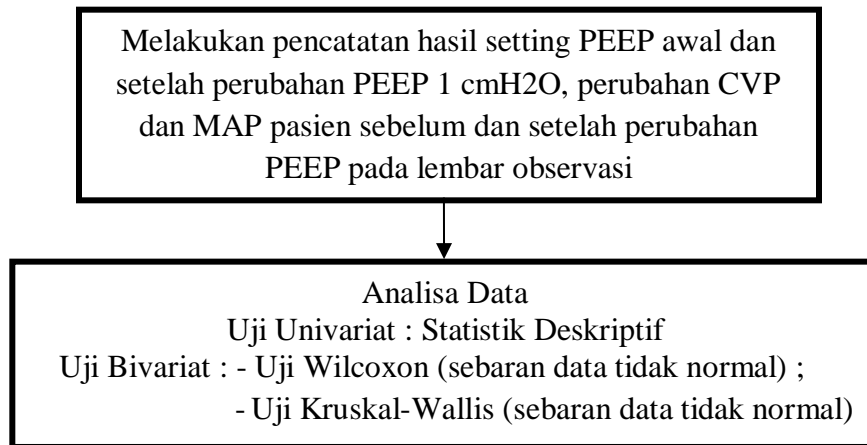 Melakukan pencatatan hasil setting PEEP awal dan
setelah perubahan PEEP 1 cmH2O, perubahan CVP
dan MAP pasien sebelum dan setelah perubahan
PEEP pada lembar observasi
Analisa Data
Uji Univariat : Statistik Deskriptif
Uji Bivariat : - Uji Wilcoxon (sebaran data tidak normal) ;
- Uji Kruskal-Wallis (sebaran data tidak normal)